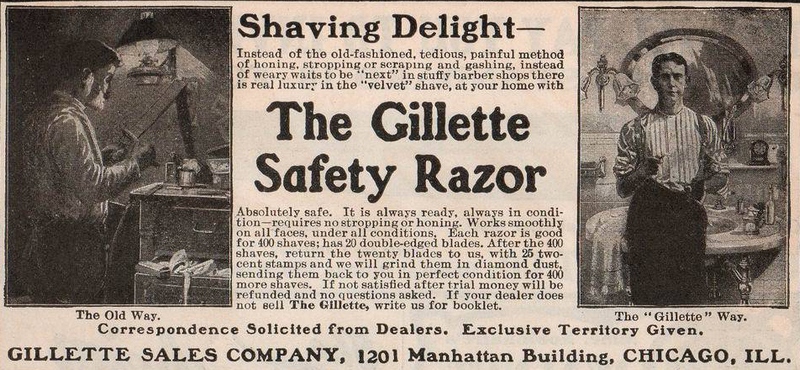 Shaving Delight—
Instead of the old-fashioned, tedious, painful method
of honing, stropping or scraping and gashing, instead
of weary waits to be "next" in stuffy barber shops there
is real luxury in the "velvet" shave, at your home with
The Gillette
Safety Razor
Absolutely safe. It is always ready, always in condi-
tion—requires no stropping or honing. Works smoothly
on all faces, under all conditions. Each razor is good
for 400 shaves; has 20 double-edged blades. After the 400
shaves, return the twenty blades to us, with 25 two-
cent stamps and we will grind them in diamond dust,
sending them back to you in perfect condition for 400
more shaves. If not satisfied after trial money will be
refunded and no questions asked. If your dealer does
not sell The Gillette, write us for booklet.
The Old Way.
The "Gillette" Way.
Correspondence Solicited from Dealers. Exclusive Territory Given.
GILLETTE SALES COMPANY, 1201 Manhattan Building, CHICAGO, ILL.